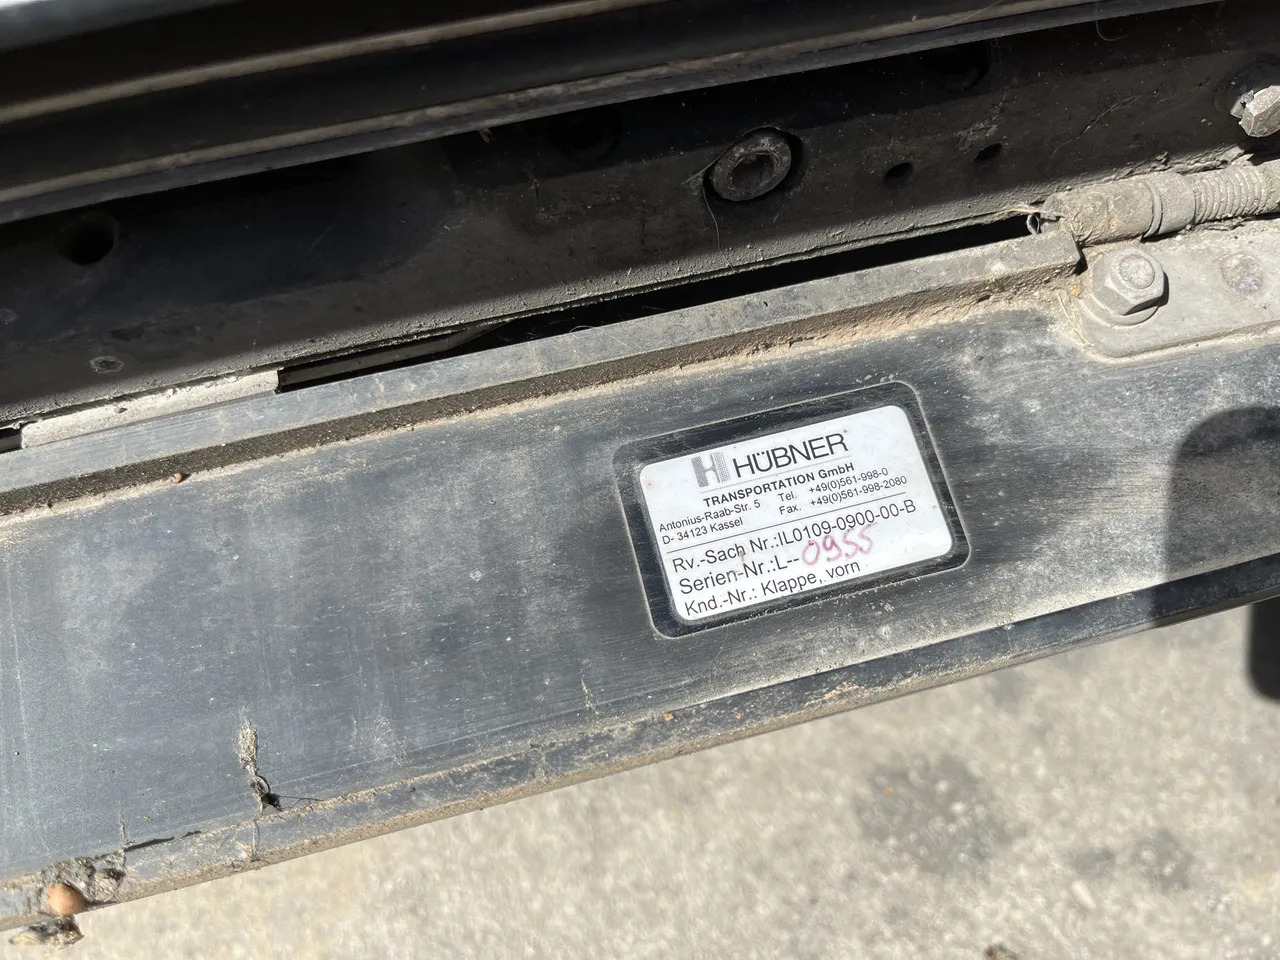 HÜBNER
TRANSPORTATION GmbH
Antonius-Raab-Str. 5 Tel. +49(0)561-998-0
D- 34123 Kassel Fax. +49(0)561-998-2080
Rv.-Sach Nr.:IL0109-0900-00-B
Serien-Nr.:L--0955
Knd.-Nr.: Klappe, vorn